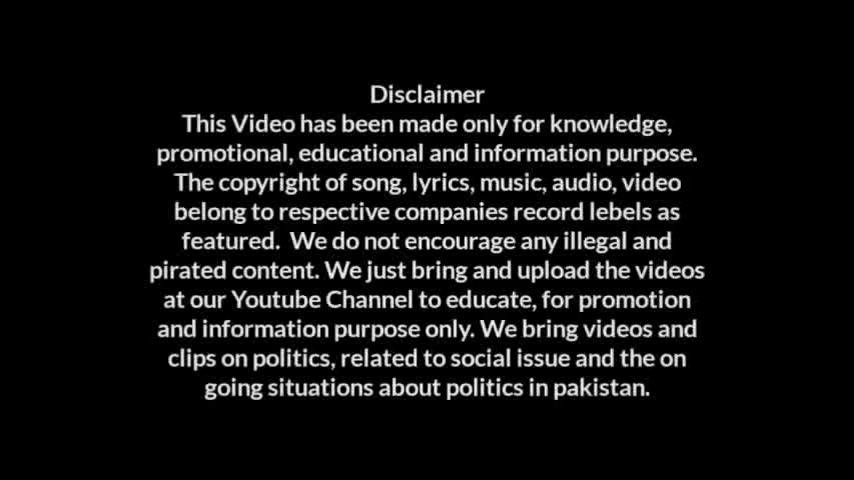 Disclaimer
This Video has been made only for knowledge,
promotional, educational and information purpose.
The copyright of song, lyrics, music, audio, video
belong to respective companies record lebels as
featured.  We do not encourage any illegal and
pirated content. We just bring and upload the videos
at our Youtube Channel to educate, for promotion
and information purpose only. We bring videos and
clips on politics, related to social issue and the on
going situations about politics in pakistan.